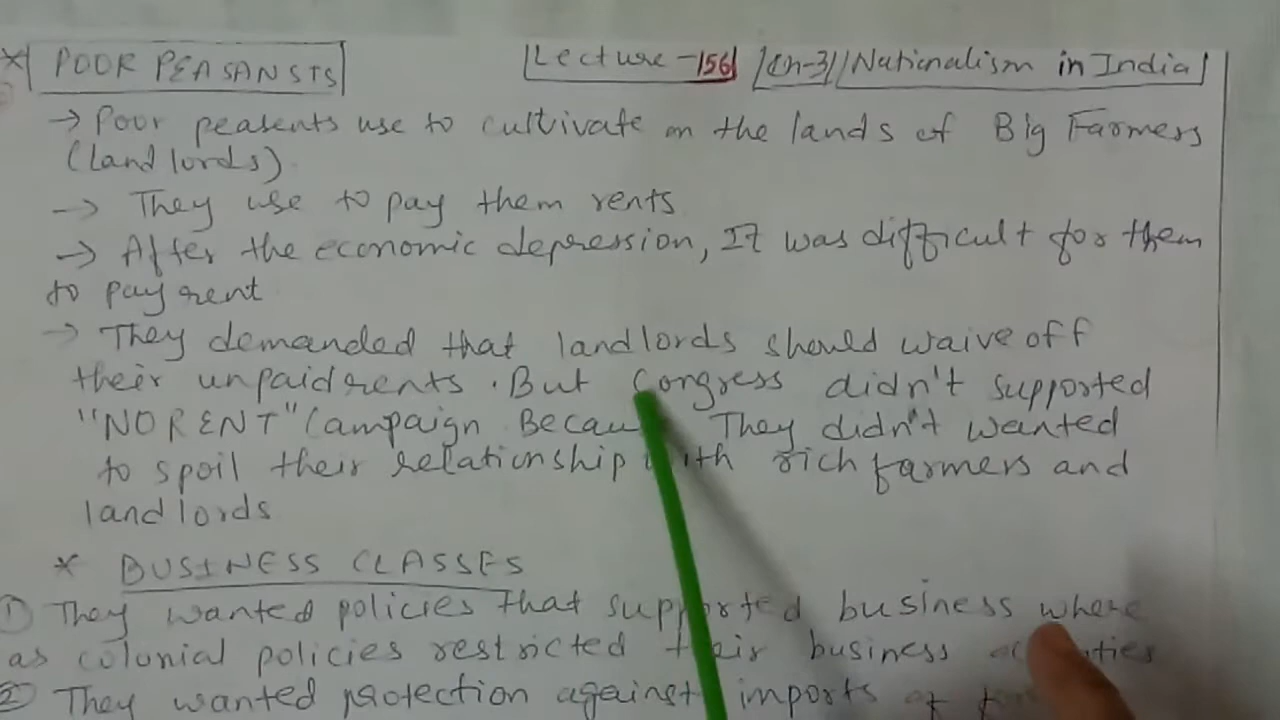 * POOR PEASANSTS
Lecture -156 Ch-3 Nationalism in India
→ Poor peasents use to cultivate on the lands of Big Farmers
(Land lords)
→ They use to pay them rents
→ After the economic depression, It was difficult for them
to pay rent
→ They demanded that landlords should waive off
their unpaid rents. But Congress didn't supported
"NO RENT" Campaign They didn't wanted
to spoil their relationship rich farmers and
landlords
* BUSINESS CLASSES
① They wanted policies that supported business where
as colonial policies restricted their business
② They wanted protection against imports of